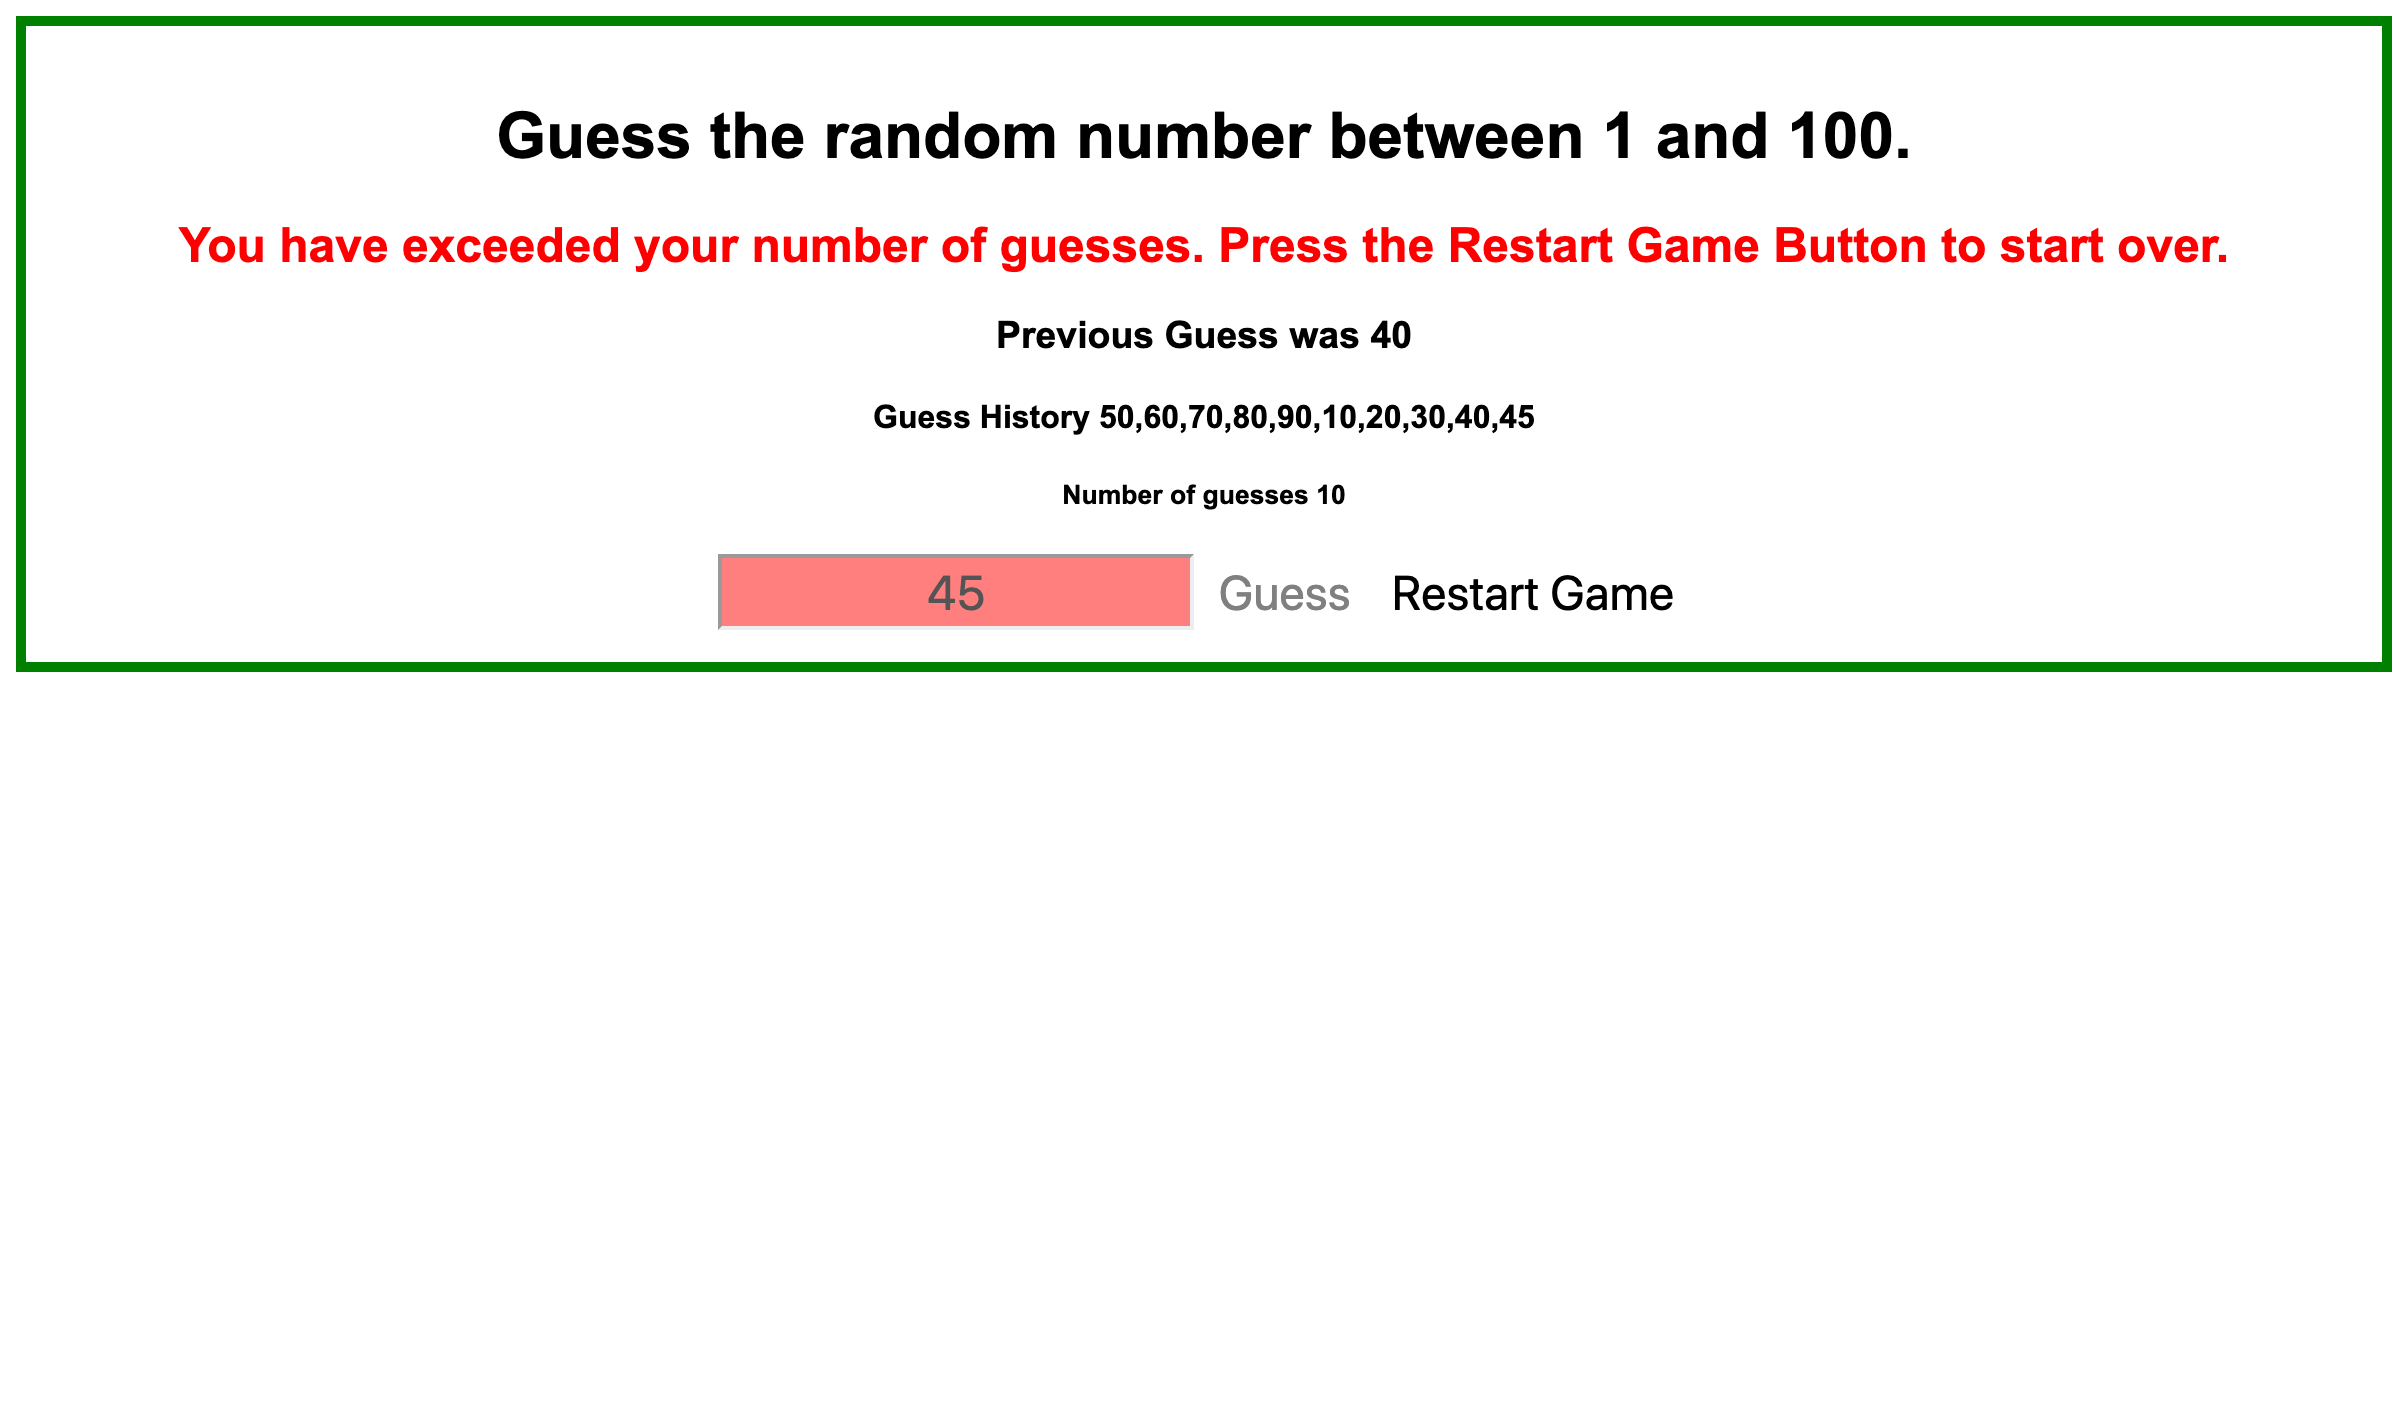 Guess the random number between 1 and 100.
You have exceeded your number of guesses. Press the Restart Game Button to start over.
Previous Guess was 40
Guess History 50,60,70,80,90,10,20,30,40,45
Number of guesses 10
45 Guess Restart Game